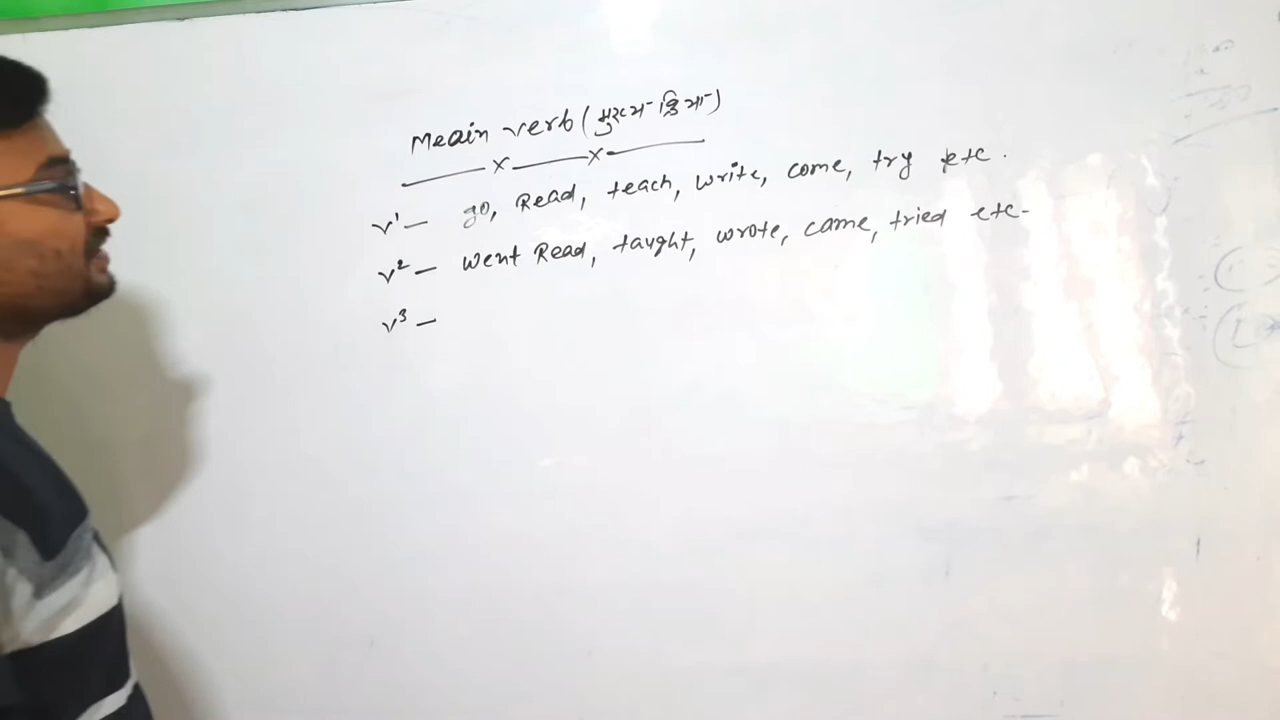 Meain verb (मुख्य क्रिया)
v¹ — go, Read, teach, write, come, try etc.
v² — went Read, taught, wrote, came, tried etc-
v³ —